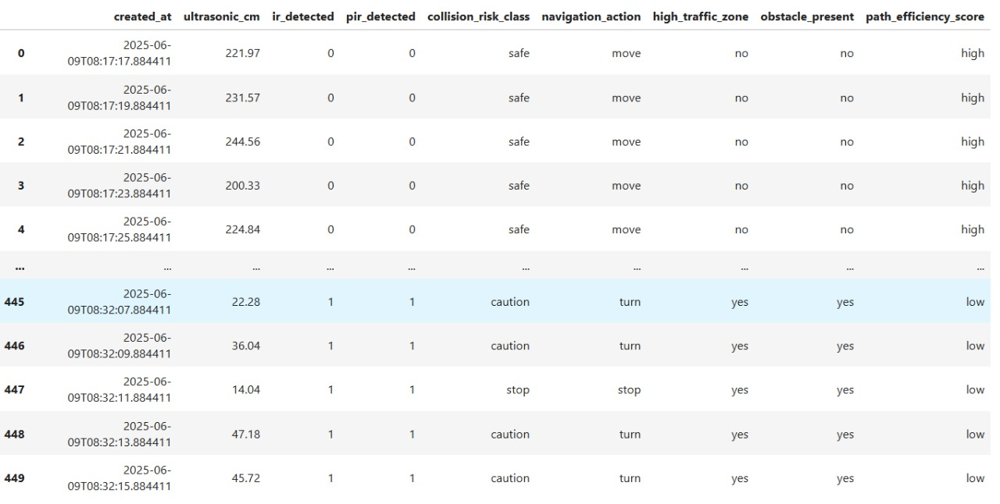 created_at ultrasonic_cm ir_detected pir_detected collision_risk_class navigation_action high_traffic_zone obstacle_present path_efficiency_score
2025-06-
0 09T08:17:17.884411 221.97 0 0 safe move no no high
2025-06-
1 09T08:17:19.884411 231.57 0 0 safe move no no high
2025-06-
2 09T08:17:21.884411 244.56 0 0 safe move no no high
2025-06-
3 09T08:17:23.884411 200.33 0 0 safe move no no high
2025-06-
4 09T08:17:25.884411 224.84 0 0 safe move no no high
... ... ... ... ... ... ... ... ... ...
2025-06-
445 09T08:32:07.884411 22.28 1 1 caution turn yes yes low
2025-06-
446 09T08:32:09.884411 36.04 1 1 caution turn yes yes low
2025-06-
447 09T08:32:11.884411 14.04 1 1 stop stop yes yes low
2025-06-
448 09T08:32:13.884411 47.18 1 1 caution turn yes yes low
2025-06-
449 09T08:32:15.884411 45.72 1 1 caution turn yes yes low